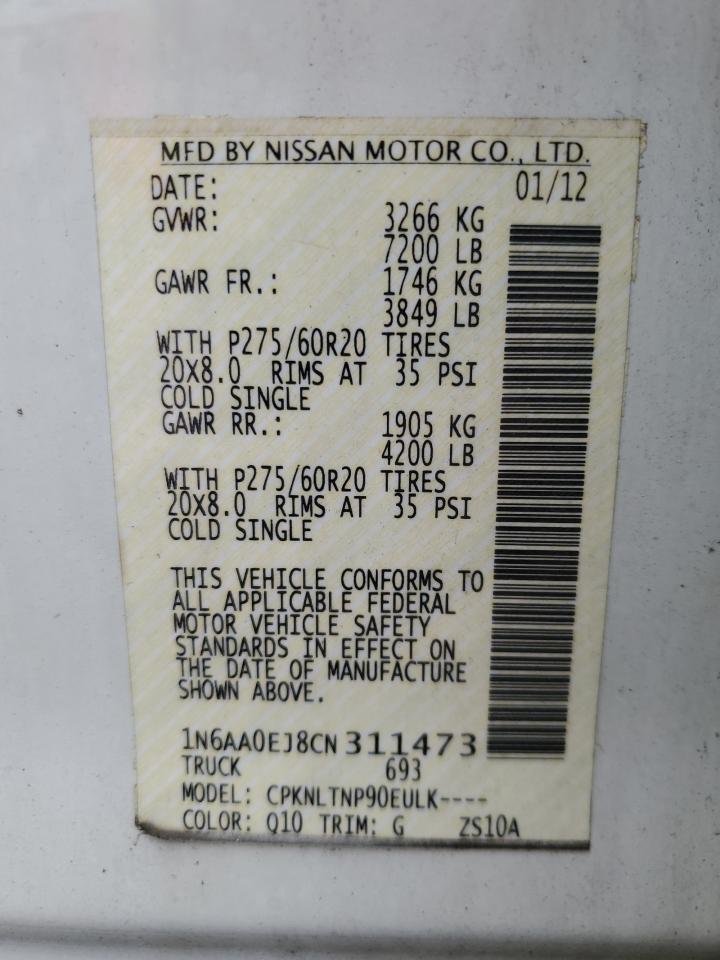 MFD BY NISSAN MOTOR CO., LTD.
DATE: 01/12
GVWR: 3266 KG
7200 LB
GAWR FR.: 1746 KG
3849 LB
WITH P275/60R20 TIRES
20X8.0 RIMS AT 35 PSI
COLD SINGLE
GAWR RR.: 1905 KG
4200 LB
WITH P275/60R20 TIRES
20X8.0 RIMS AT 35 PSI
COLD SINGLE
THIS VEHICLE CONFORMS TO
ALL APPLICABLE FEDERAL
MOTOR VEHICLE SAFETY
STANDARDS IN EFFECT ON
THE DATE OF MANUFACTURE
SHOWN ABOVE.
1N6AA0EJ8CN 311473
TRUCK 693
MODEL: CPKNLTNP90EULK----
COLOR: Q10 TRIM: G ZS10A